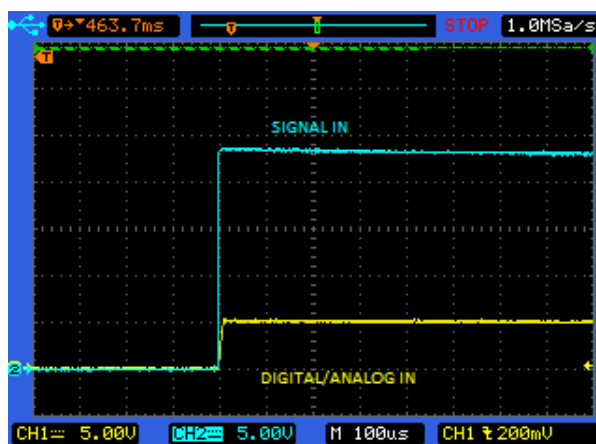 T→▼463.7ms T STOP 1.0MSa/s
T
SIGNAL IN
2
DIGITAL/ANALOG IN
CH1 5.00V CH2 5.00V M 100us CH1 200mV